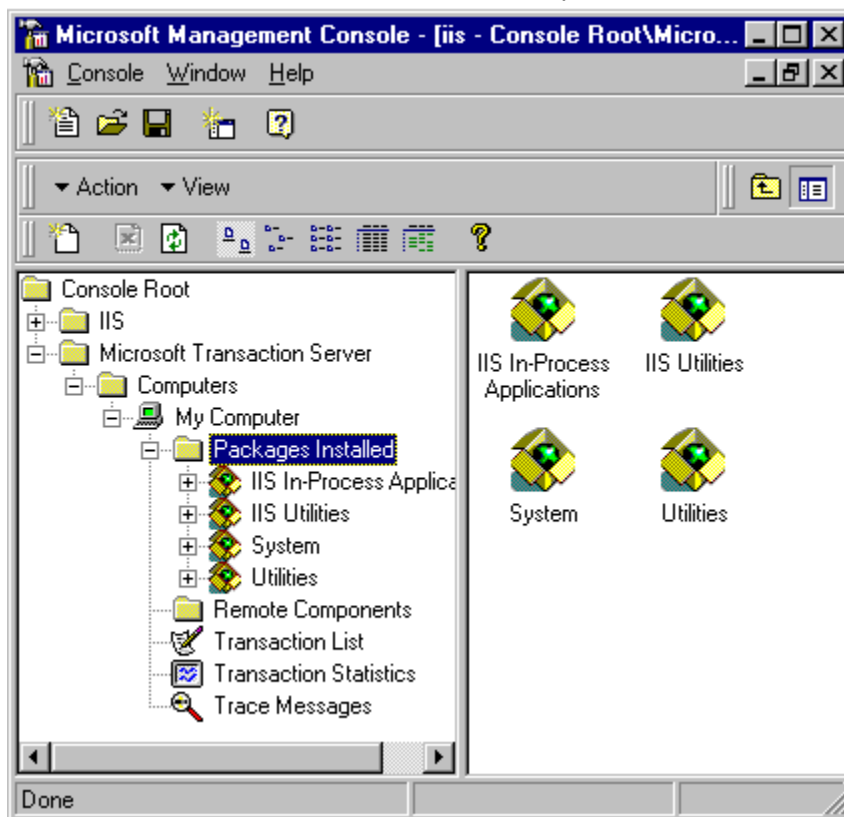 Microsoft Management Console - [iis - Console Root\Micro...
Console Window Help
Action View
Console Root
IIS
Microsoft Transaction Server
Computers
My Computer
Packages Installed
IIS In-Process Applica
IIS Utilities
System
Utilities
Remote Components
Transaction List
Transaction Statistics
Trace Messages
IIS In-Process
Applications
IIS Utilities
System
Utilities
Done